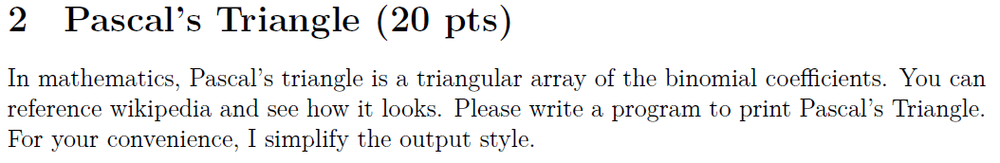 2 Pascal's Triangle (20 pts)
In mathematics, Pascal's triangle is a triangular array of the binomial coefficients. You can
reference wikipedia and see how it looks. Please write a program to print Pascal's Triangle.
For your convenience, I simplify the output style.